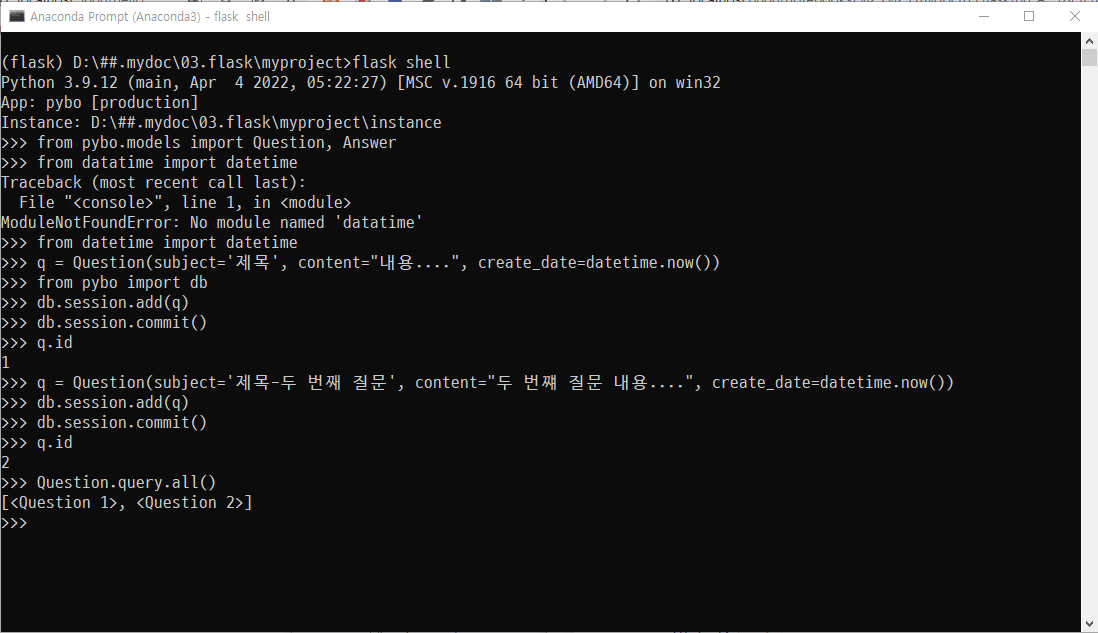 Anaconda Prompt (Anaconda3) - flask  shell
(flask) D:\##.mydoc\03.flask\myproject>flask shell
Python 3.9.12 (main, Apr  4 2022, 05:22:27) [MSC v.1916 64 bit (AMD64)] on win32
App: pybo [production]
Instance: D:\##.mydoc\03.flask\myproject\instance
>>> from pybo.models import Question, Answer
>>> from datatime import datetime
Traceback (most recent call last):
  File "<console>", line 1, in <module>
ModuleNotFoundError: No module named 'datatime'
>>> from datetime import datetime
>>> q = Question(subject='제목', content="내용....", create_date=datetime.now())
>>> from pybo import db
>>> db.session.add(q)
>>> db.session.commit()
>>> q.id
1
>>> q = Question(subject='제목-두 번째 질문', content="두 번쨰 질문 내용....", create_date=datetime.now())
>>> db.session.add(q)
>>> db.session.commit()
>>> q.id
2
>>> Question.query.all()
[<Question 1>, <Question 2>]
>>>